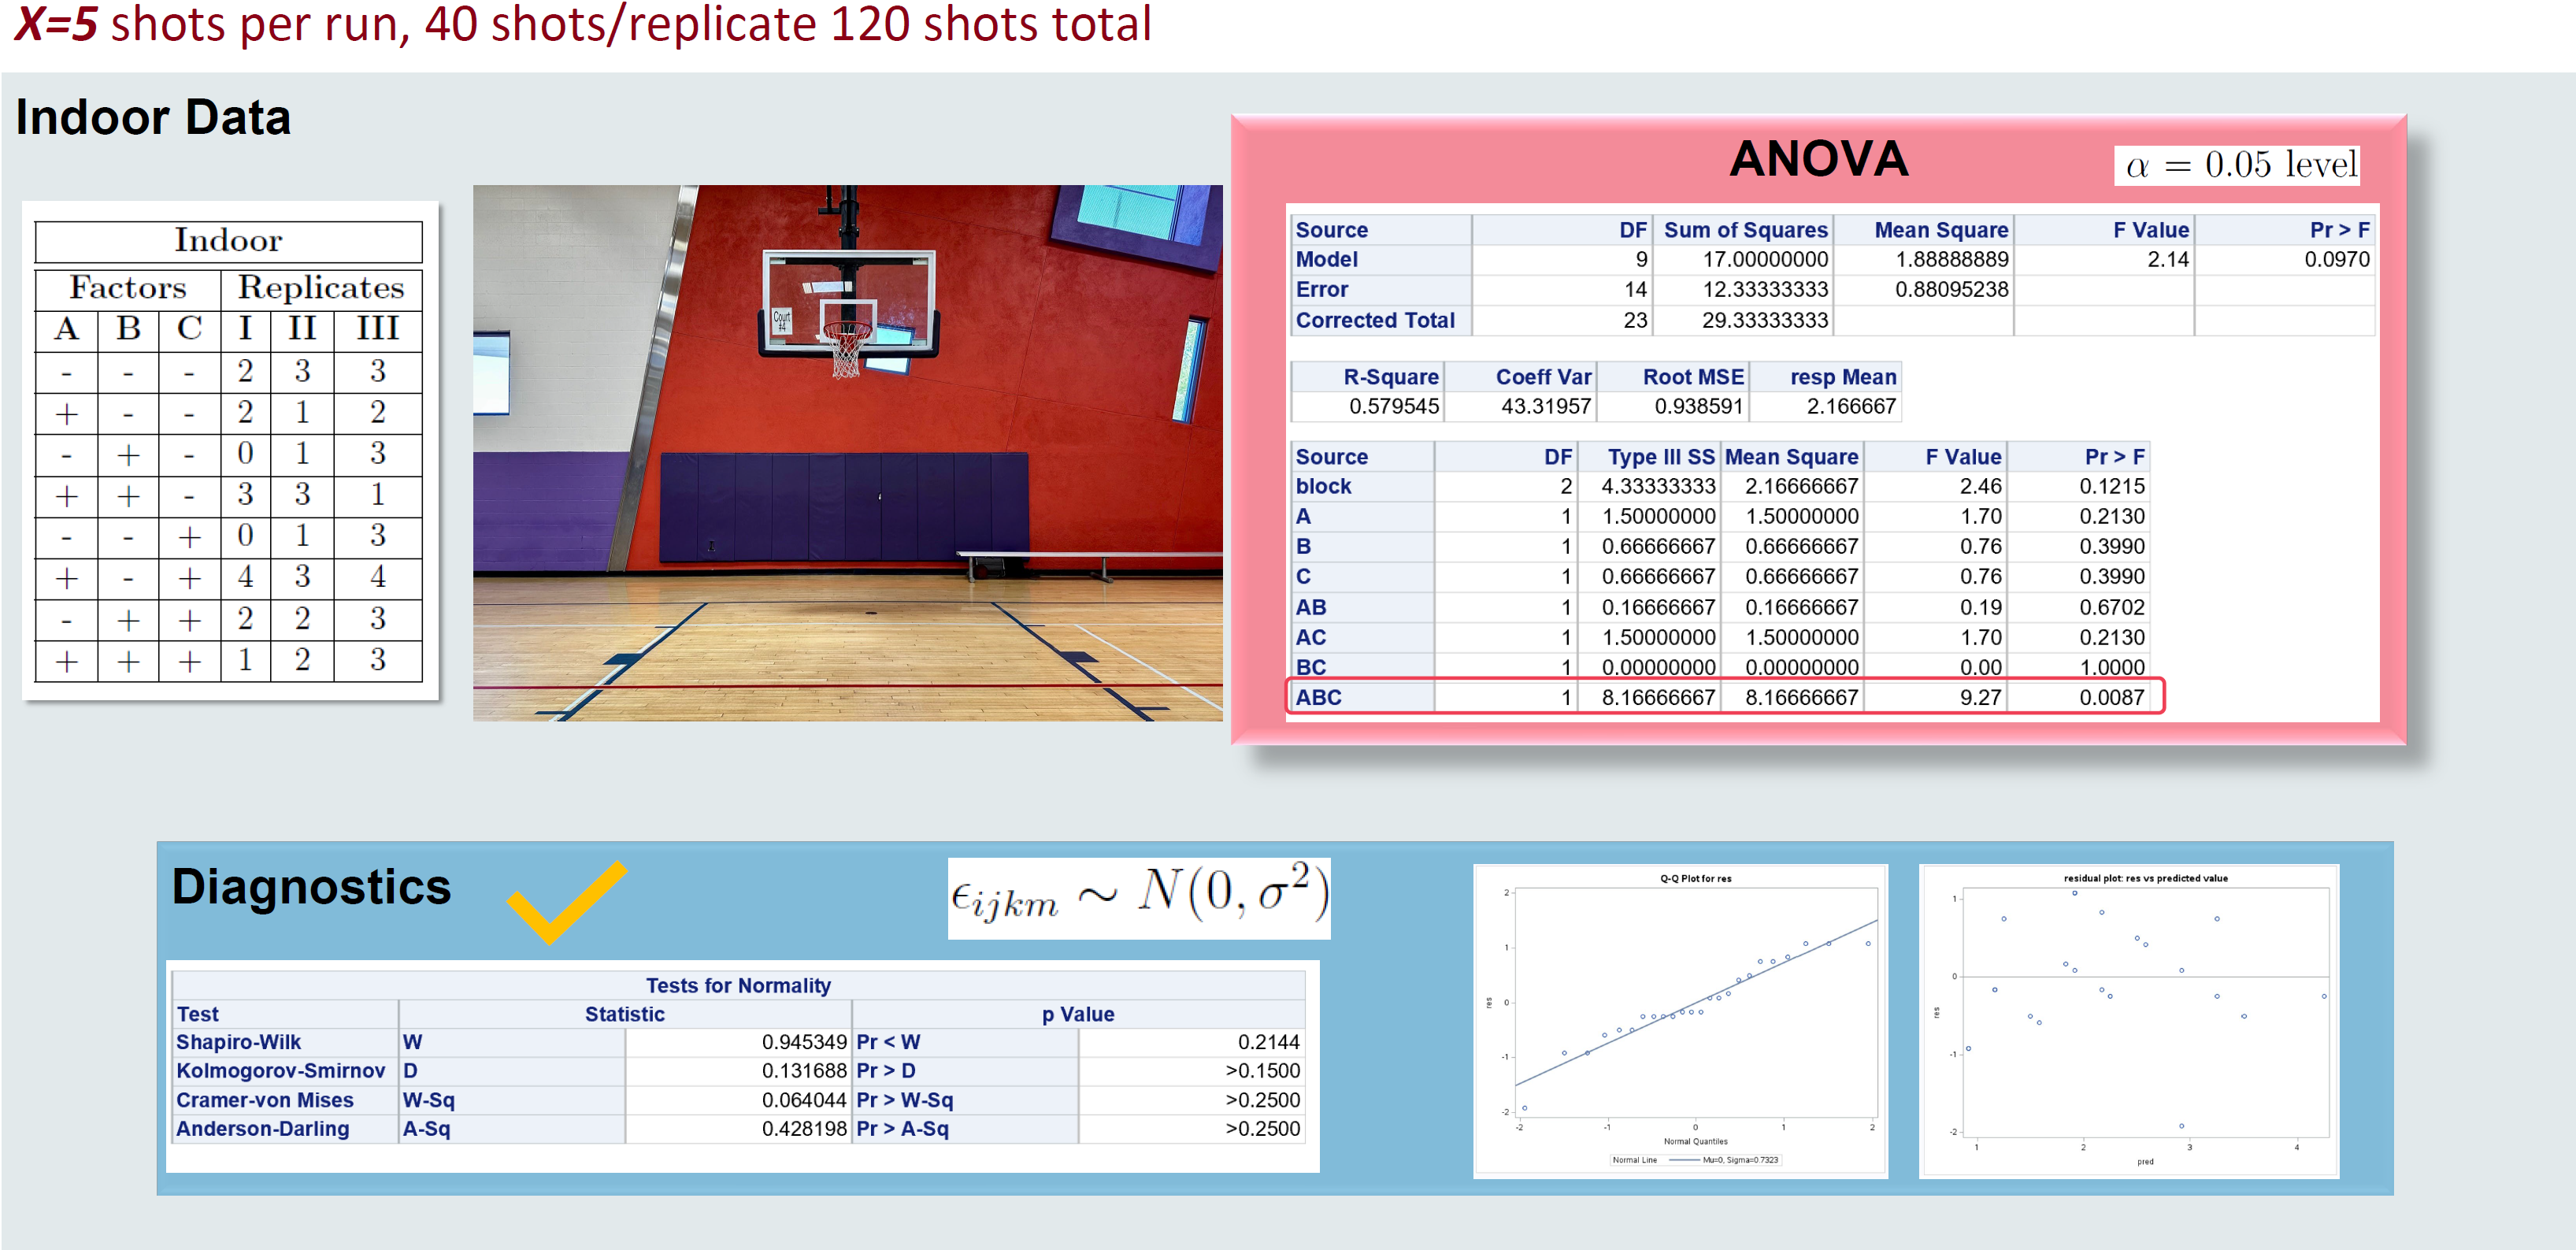 X=5 shots per run, 40 shots/replicate 120 shots total
Indoor Data
Indoor
Factors Replicates
A B C I II III
- - - 2 3 3
+ - - 2 1 2
- + - 0 1 3
+ + - 3 3 1
- - + 0 1 3
+ - + 4 3 4
- + + 2 2 3
+ + + 1 2 3
Court
#4
ANOVA
α = 0.05 level
Source DF Sum of Squares Mean Square F Value Pr > F
Model 9 17.00000000 1.88888889 2.14 0.0970
Error 14 12.33333333 0.88095238
Corrected Total 23 29.33333333
R-Square Coeff Var Root MSE resp Mean
0.579545 43.31957 0.938591 2.166667
Source DF Type III SS Mean Square F Value Pr > F
block 2 4.33333333 2.16666667 2.46 0.1215
A 1 1.50000000 1.50000000 1.70 0.2130
B 1 0.66666667 0.66666667 0.76 0.3990
C 1 0.66666667 0.66666667 0.76 0.3990
AB 1 0.16666667 0.16666667 0.19 0.6702
AC 1 1.50000000 1.50000000 1.70 0.2130
BC 1 0.00000000 0.00000000 0.00 1.0000
ABC 1 8.16666667 8.16666667 9.27 0.0087
Diagnostics
ϵijkm ~ N(0, σ²)
Tests for Normality
Test Statistic p Value
Shapiro-Wilk W 0.945349 Pr < W 0.2144
Kolmogorov-Smirnov D 0.131688 Pr > D >0.1500
Cramer-von Mises W-Sq 0.064044 Pr > W-Sq >0.2500
Anderson-Darling A-Sq 0.428198 Pr > A-Sq >0.2500
Q-Q Plot for res
2
1
0
-1
-2
res
-2 -1 0 1 2
Normal Quantiles
Normal Line Mu=0, Sigma=0.7323
residual plot: res vs predicted value
1
0
-1
-2
res
1 2 3 4
pred